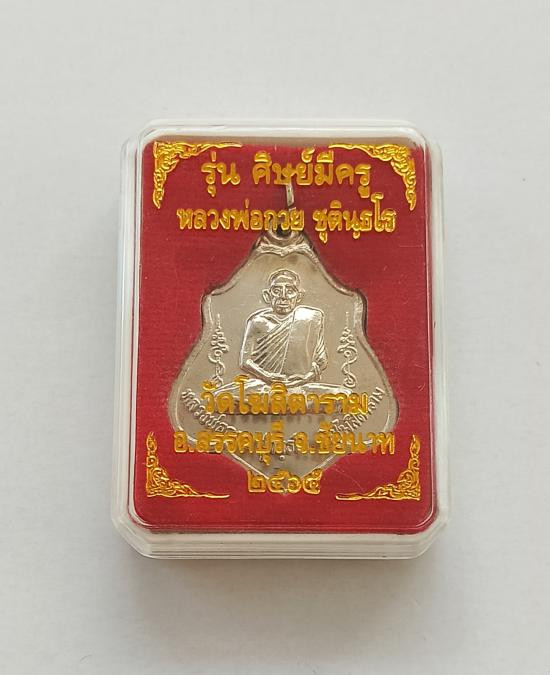 รุ่น ศิษย์มีครู
หลวงพ่อกวย ชุตินฺธโร
วัดโฆสิตาราม
อ.สรรคบุรี จ.ชัยนาท
๒๕๖๕